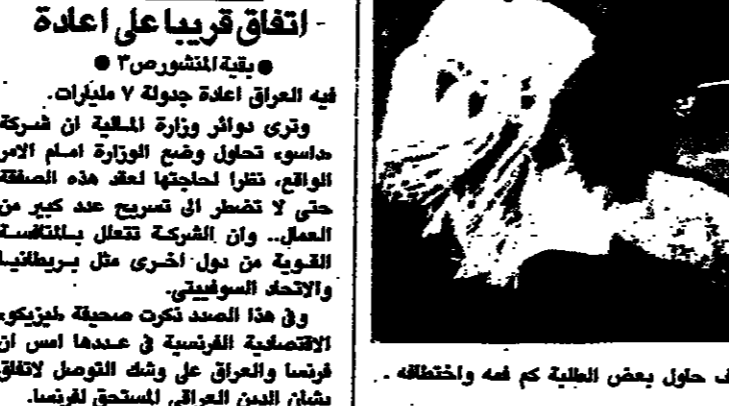 - اتفاق قريبا على اعادة
● بقية المنشور ص ٣ ●
فيه العراق اعادة جدولة ٧ مليارات.
وترى دوائر وزارة المالية ان شركة
«داسو» تحاول وضع الوزارة امام الامر
الواقع، نظرا لحاجتها لعقد هذه الصفقة
حتى لا تضطر الى تسريح عدد كبير من
العمال.. وان الشركة تتعلل بالمنافسة
القوية من دول اخرى مثل بريطانيا
والاتحاد السوفييتي.
وفي هذا الصدد ذكرت صحيفة «ليزيكو»
الاقتصادية الفرنسية في عددها امس ان
فرنسا والعراق على وشك التوصل لاتفاق
بشان الدين العراقي المستحق لفرنسا.
حاول بعض الطلبة كم فمه واختطافه ..